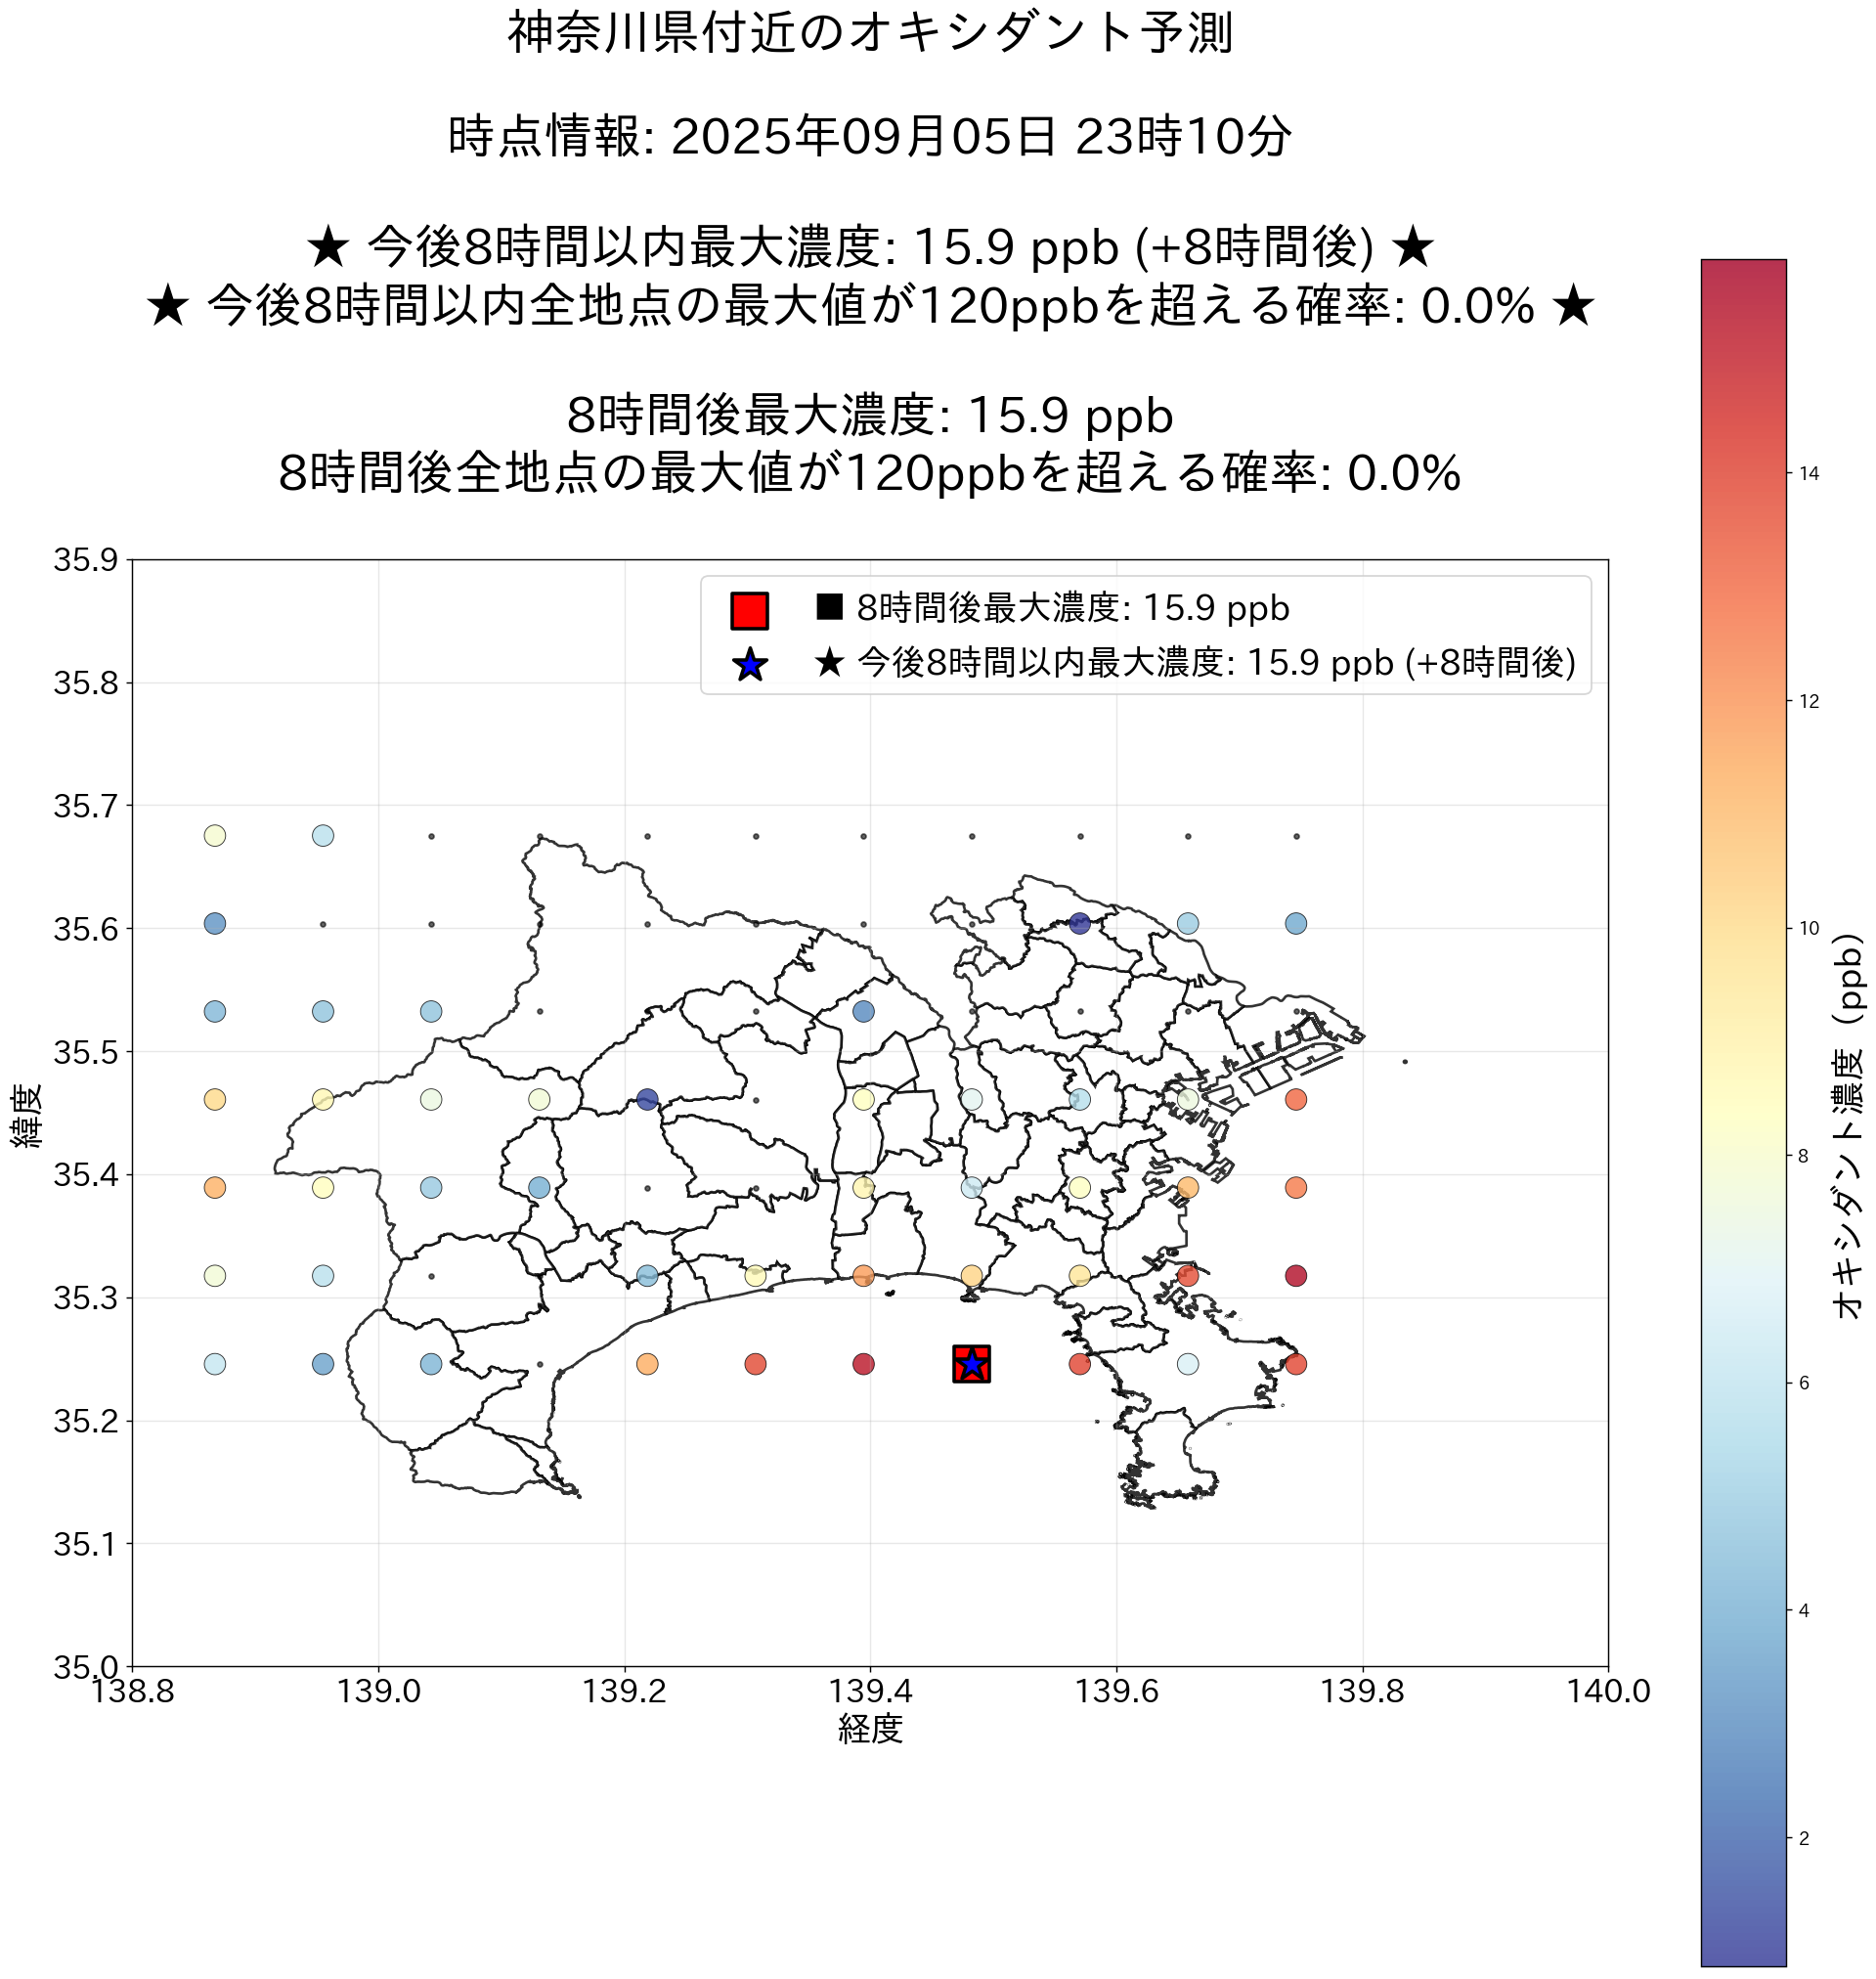 神奈川県付近のオキシダント予測
時点情報: 2025年09月05日 23時10分
★ 今後8時間以内最大濃度: 15.9 ppb (+8時間後) ★
★ 今後8時間以内全地点の最大値が120ppbを超える確率: 0.0% ★
8時間後最大濃度: 15.9 ppb
8時間後全地点の最大値が120ppbを超える確率: 0.0%
■ 8時間後最大濃度: 15.9 ppb
★ 今後8時間以内最大濃度: 15.9 ppb (+8時間後)
35.9
35.8
35.7
35.6
35.5
35.4
35.3
35.2
35.1
35.0
緯度
138.8
139.0
139.2
139.4
139.6
139.8
140.0
経度
14
12
10
8
6
4
2
オキシダント濃度（ppb）